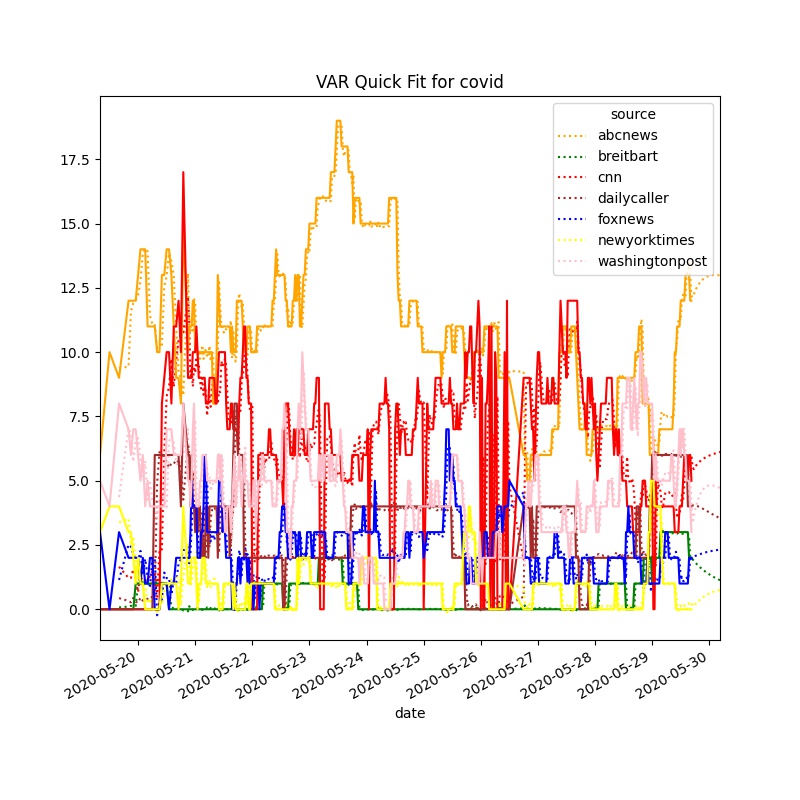 VAR Quick Fit for covid
source
abcnews
breitbart
cnn
dailycaller
foxnews
newyorktimes
washingtonpost
17.5
15.0
12.5
10.0
7.5
5.0
2.5
0.0
2020-05-20
2020-05-21
2020-05-22
2020-05-23
2020-05-24
2020-05-25
2020-05-26
2020-05-27
2020-05-28
2020-05-29
2020-05-30
date